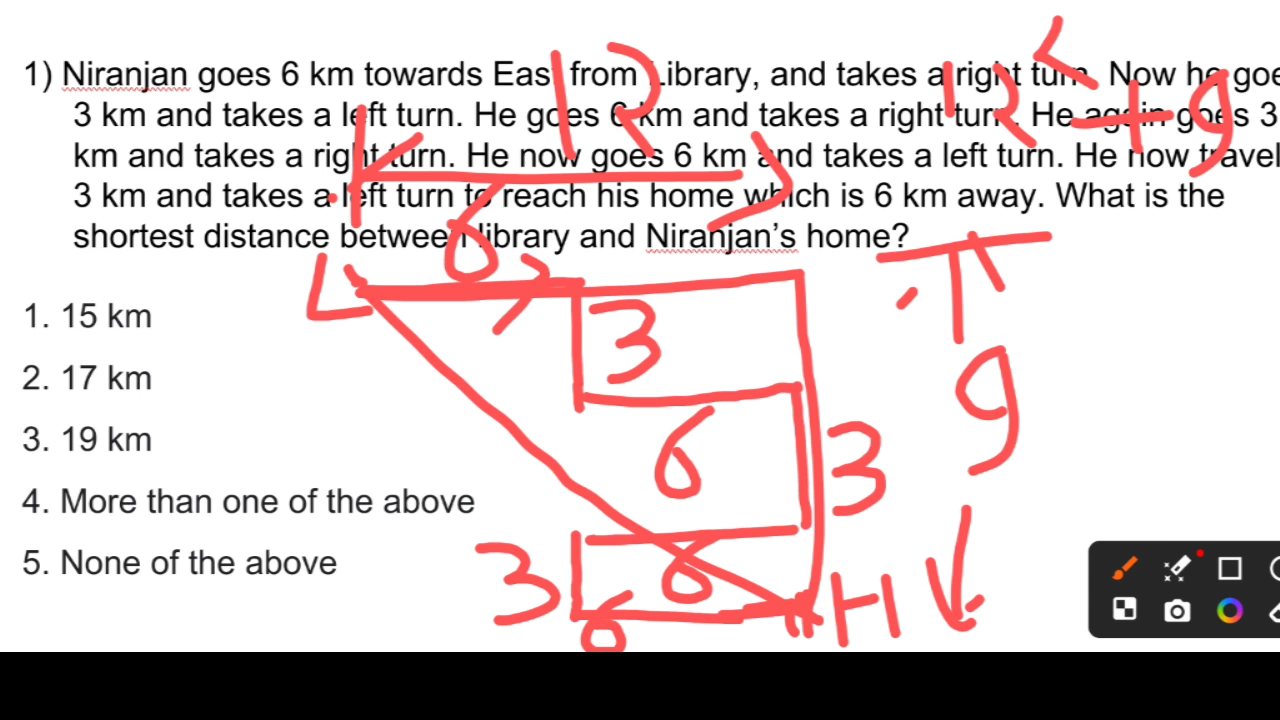 1) Niranjan goes 6 km towards East from Library, and takes a right turn. Now he goe
3 km and takes a left turn. He goes 6 km and takes a right turn. He again goes 3
km and takes a right turn. He now goes 6 km and takes a left turn. He now travel
3 km and takes a left turn to reach his home which is 6 km away. What is the
shortest distance between library and Niranjan's home?
12
6
L
3
9
6
3
3
6
6
H
1. 15 km
2. 17 km
3. 19 km
4. More than one of the above
5. None of the above